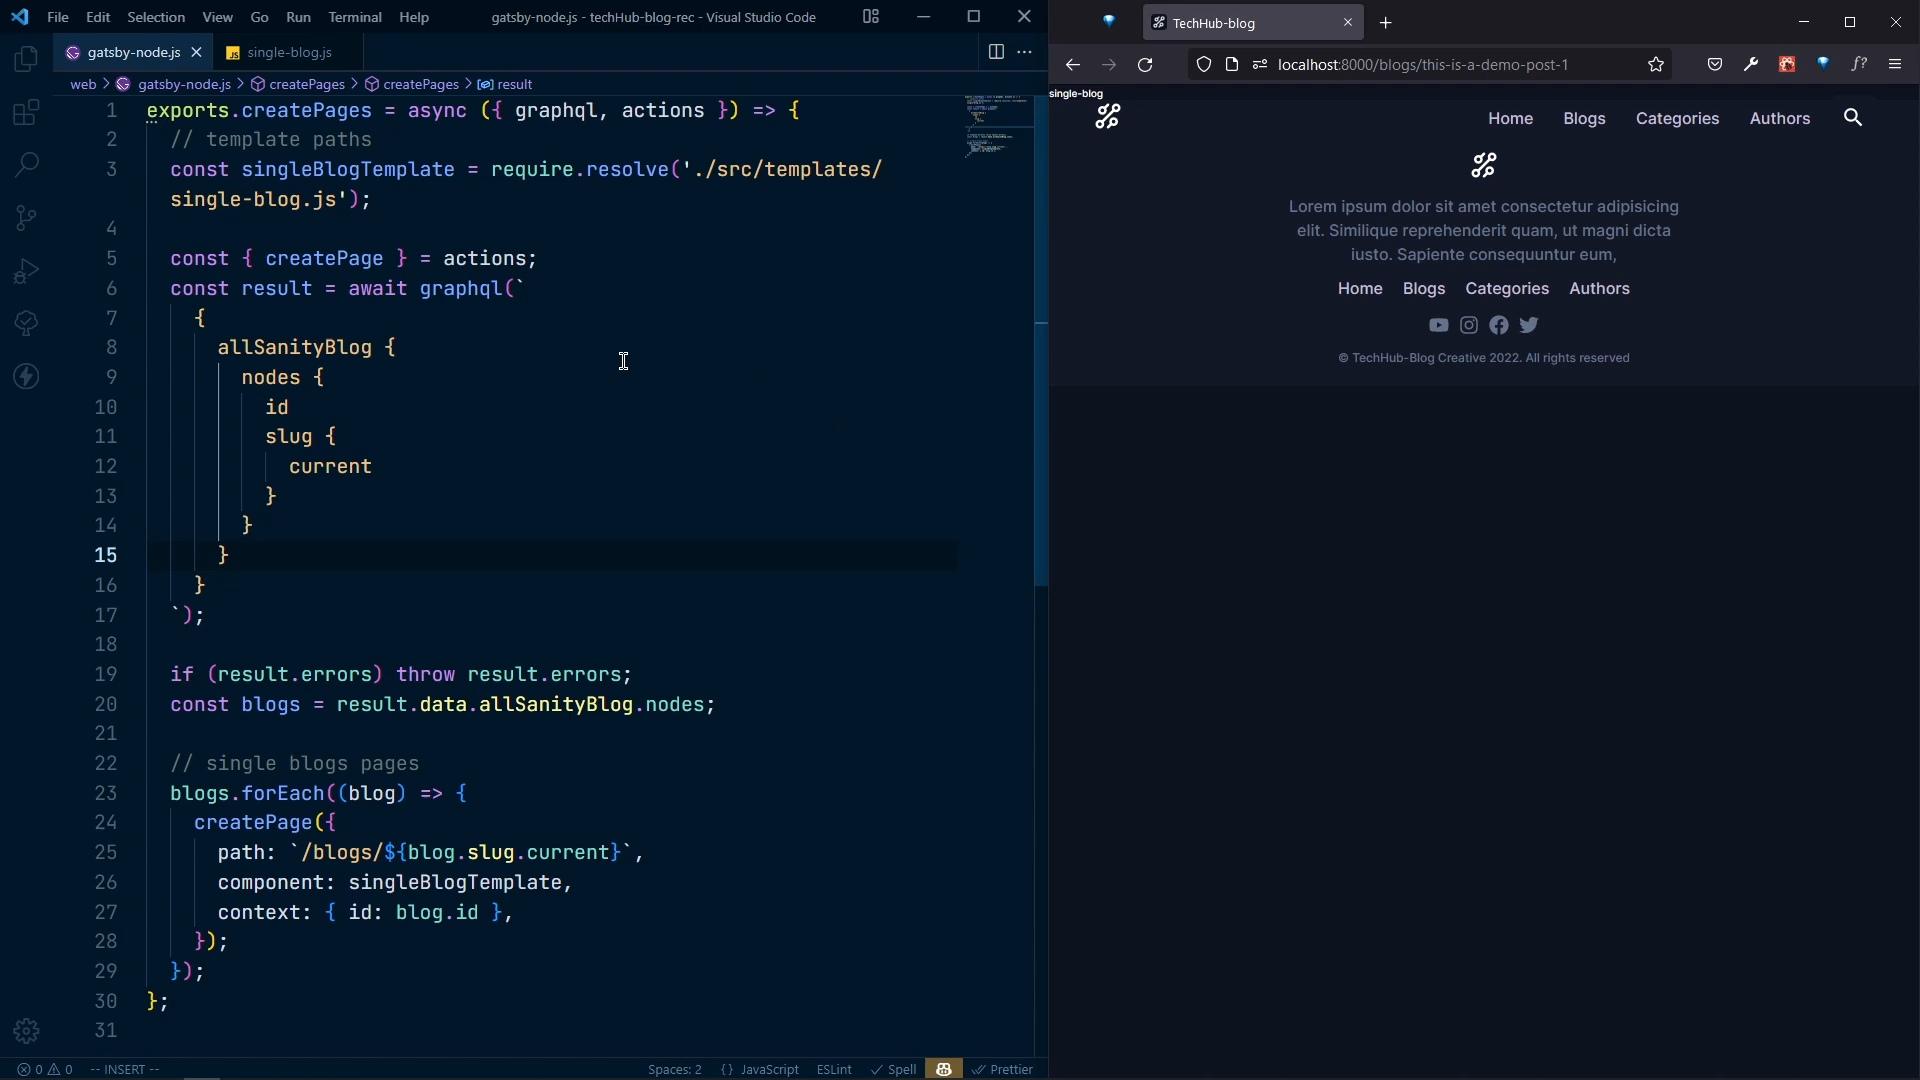 File Edit Selection View Go Run Terminal Help
gatsby-node.js - techHub-blog-rec - Visual Studio Code
gatsby-node.js
single-blog.js
web > gatsby-node.js > createPages > createPages > result
1 exports.createPages = async ({ graphql, actions }) => {
2 // template paths
3 const singleBlogTemplate = require.resolve('./src/templates/
single-blog.js');
4
5 const { createPage } = actions;
6 const result = await graphql(`
7 {
8 allSanityBlog {
9 nodes {
10 id
11 slug {
12 current
13 }
14 }
15 }
16 }
17 `);
18
19 if (result.errors) throw result.errors;
20 const blogs = result.data.allSanityBlog.nodes;
21
22 // single blogs pages
23 blogs.forEach((blog) => {
24 createPage({
25 path: `/blogs/${blog.slug.current}`,
26 component: singleBlogTemplate,
27 context: { id: blog.id },
28 });
29 });
30 };
31
0 0 -- INSERT --
Spaces: 2 {} JavaScript ESLint Spell Prettier
TechHub-blog
localhost:8000/blogs/this-is-a-demo-post-1
f?
single-blog
Home Blogs Categories Authors
Lorem ipsum dolor sit amet consectetur adipisicing
elit. Similique reprehenderit quam, ut magni dicta
iusto. Sapiente consequuntur eum,
Home Blogs Categories Authors
© TechHub-Blog Creative 2022. All rights reserved